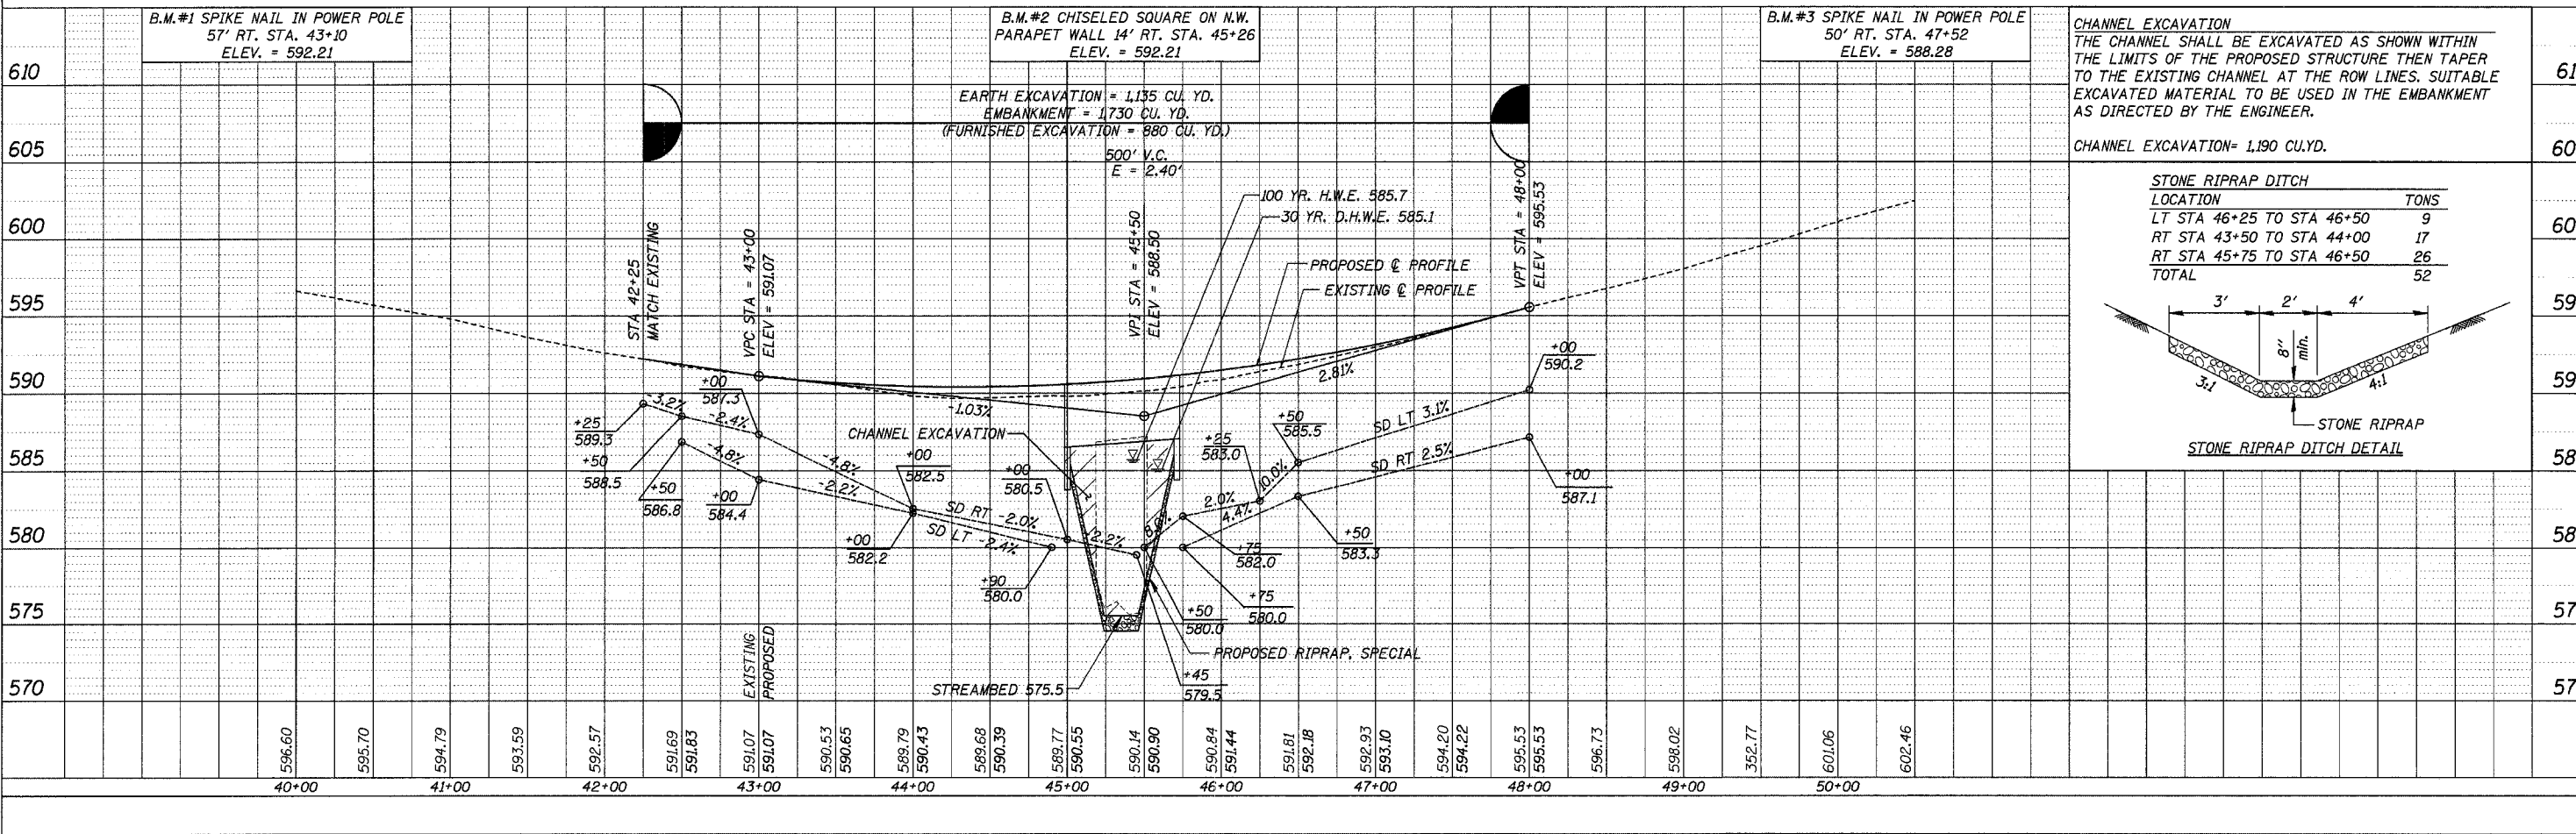 B.M.#1 SPIKE NAIL IN POWER POLE
57' RT. STA. 43+10
ELEV. = 592.21
B.M.#2 CHISELED SQUARE ON N.W.
PARAPET WALL 14' RT. STA. 45+26
ELEV. = 592.21
B.M.#3 SPIKE NAIL IN POWER POLE
50' RT. STA. 47+52
ELEV. = 588.28
CHANNEL EXCAVATION
THE CHANNEL SHALL BE EXCAVATED AS SHOWN WITHIN
THE LIMITS OF THE PROPOSED STRUCTURE THEN TAPER
TO THE EXISTING CHANNEL AT THE ROW LINES. SUITABLE
EXCAVATED MATERIAL TO BE USED IN THE EMBANKMENT
AS DIRECTED BY THE ENGINEER.
CHANNEL EXCAVATION= 1,190 CU.YD.
STONE RIPRAP DITCH
LOCATION TONS
LT STA 46+25 TO STA 46+50 9
RT STA 43+50 TO STA 44+00 17
RT STA 45+75 TO STA 46+50 26
TOTAL 52
3' 2' 4'
8" min.
3:1
4:1
STONE RIPRAP
STONE RIPRAP DITCH DETAIL
610
605
600
595
590
585
580
575
570
61
60
60
59
59
58
58
57
57
EARTH EXCAVATION = 1,135 CU. YD.
EMBANKMENT = 1,730 CU. YD.
(FURNISHED EXCAVATION = 880 CU. YD.)
500' V.C.
E = 2.40'
100 YR. H.W.E. 585.7
30 YR. D.H.W.E. 585.1
PROPOSED ℄ PROFILE
EXISTING ℄ PROFILE
STA 42+25
MATCH EXISTING
VPC STA = 43+00
ELEV = 591.07
VPI STA = 45+50
ELEV = 588.50
VPT STA = 48+00
ELEV = 595.53
-1.03%
2.81%
+25
589.3
-3.2%
+50
588.5
-2.4%
+00
587.3
+50
586.8
-4.8%
+00
584.4
-4.8%
-2.2%
+00
582.5
+00
582.2
SD RT -2.0%
SD LT -2.4%
CHANNEL EXCAVATION
+00
580.5
+90
580.0
-2.2%
8.0%
+25
583.0
+50
585.5
2.0%
10.0%
4.4%
SD LT 3.1%
SD RT 2.5%
+00
590.2
+00
587.1
+50
583.3
+75
582.0
+75
580.0
+50
580.0
+45
579.5
PROPOSED RIPRAP, SPECIAL
STREAMBED 575.5
EXISTING
PROPOSED
596.60
595.70
594.79
593.59
592.57
591.69
591.83
591.07
591.07
590.53
590.65
589.79
590.43
589.68
590.39
589.77
590.55
590.14
590.90
590.84
591.44
591.81
592.18
592.93
593.10
594.20
594.22
595.53
595.53
596.73
598.02
352.77
601.06
602.46
40+00 41+00 42+00 43+00 44+00 45+00 46+00 47+00 48+00 49+00 50+00